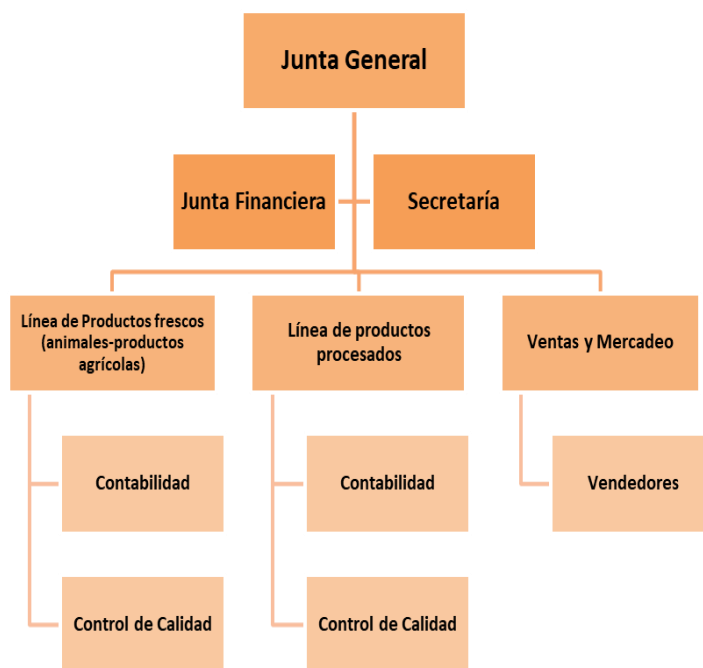 Junta General
Junta Financiera
Secretaría
Línea de Productos frescos
(animales-productos
agrícolas)
Línea de productos
procesados
Ventas y Mercadeo
Contabilidad
Contabilidad
Vendedores
Control de Calidad
Control de Calidad